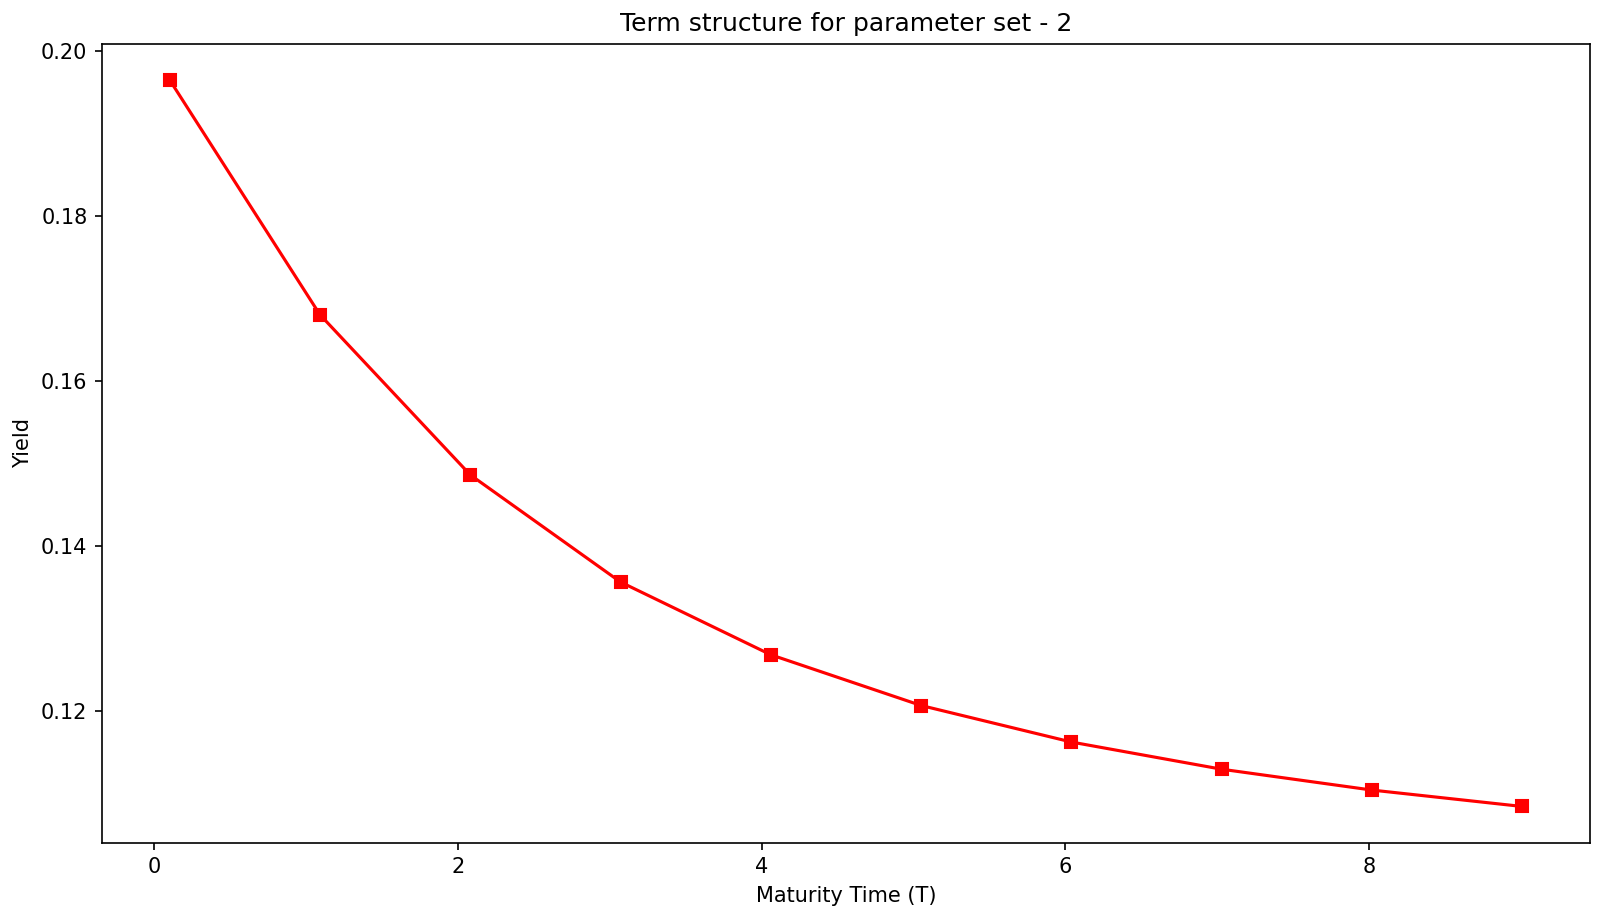 Term structure for parameter set - 2
0.20
0.18
0.16
0.14
0.12
Yield
0 2 4 6 8
Maturity Time (T)